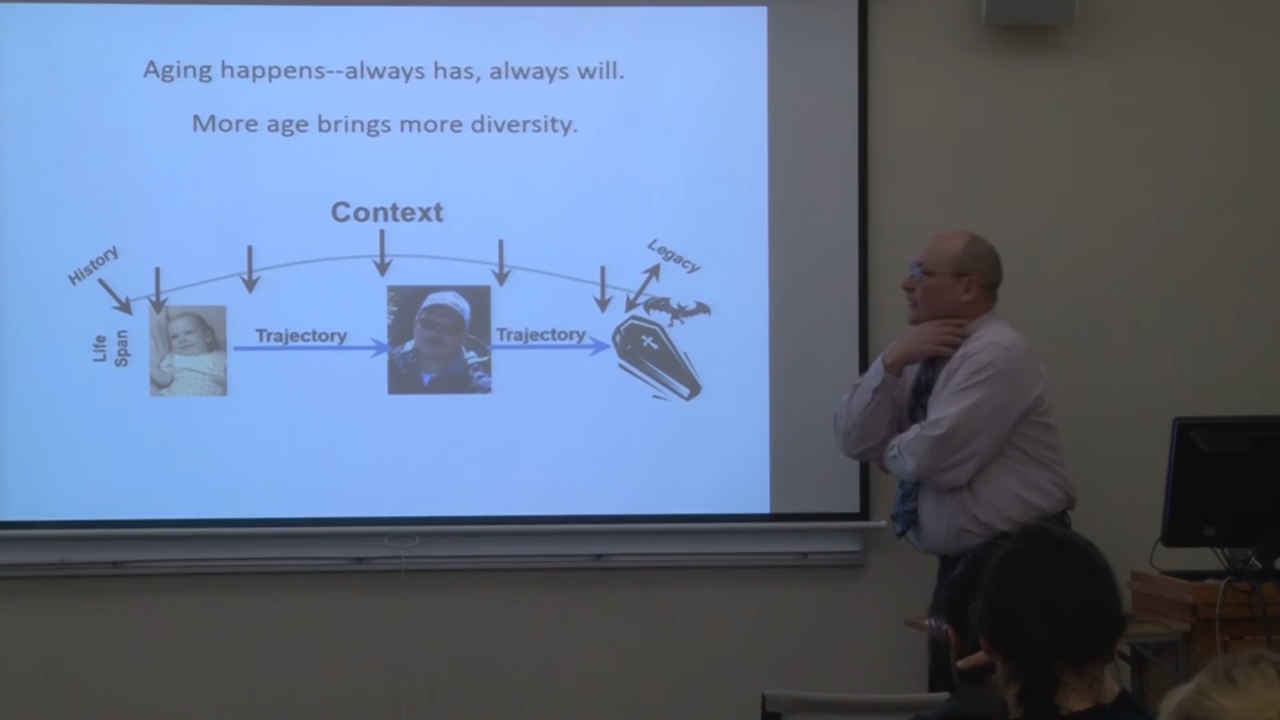 Aging happens--always has, always will.
More age brings more diversity.
Context
History
Legacy
Life
Span
Trajectory
Trajectory